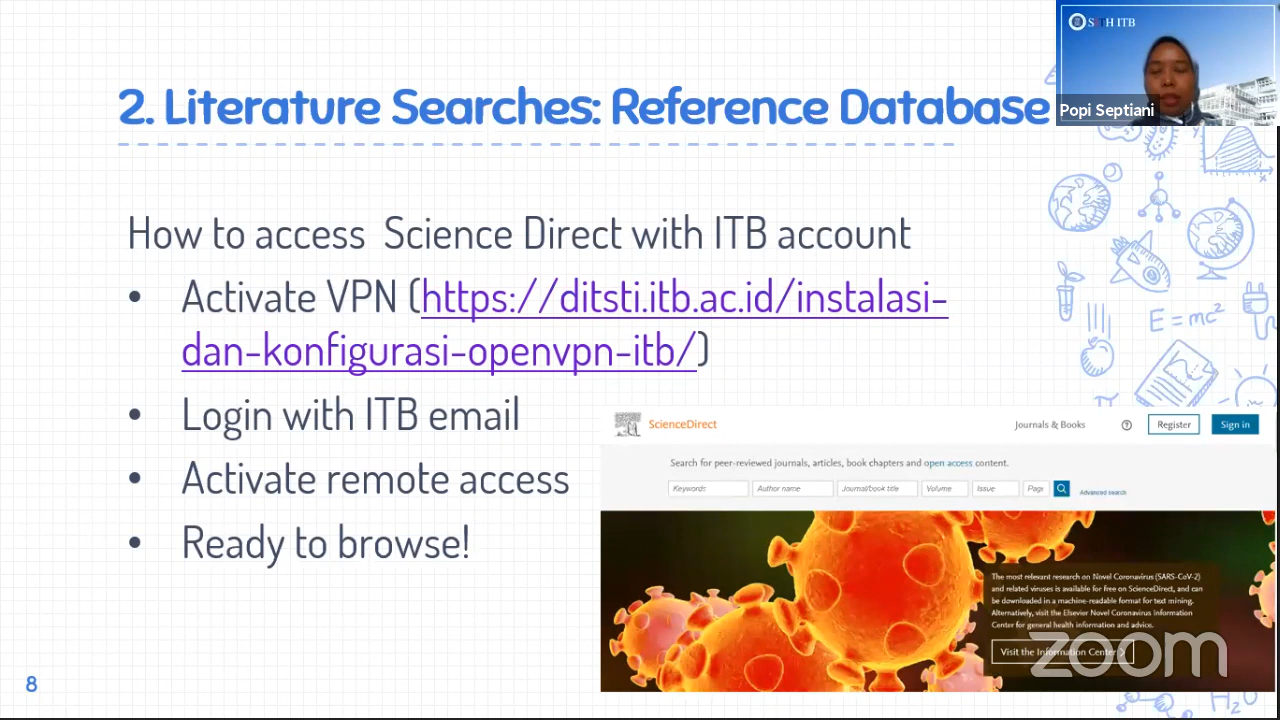 SITH ITB
Popi Septiani
2. Literature Searches: Reference Database
How to access Science Direct with ITB account
• Activate VPN (https://ditsti.itb.ac.id/instalasi-
dan-konfigurasi-openvpn-itb/)
• Login with ITB email
• Activate remote access
• Ready to browse!
E=mc²
π
ScienceDirect
Journals & Books
?
Register
Sign in
Search for peer-reviewed journals, articles, book chapters and open access content.
Keywords
Author name
Journal/book title
Volume
Issue
Page
Advanced search
The most relevant research on Novel Coronavirus (SARS-CoV-2)
and related viruses is available for free on ScienceDirect, and can
be downloaded in a machine-readable format for text mining.
Alternatively, visit the Elsevier Novel Coronavirus Information
Center for general health information and advice.
Visit the Information Center >
zoom
H₂O
8